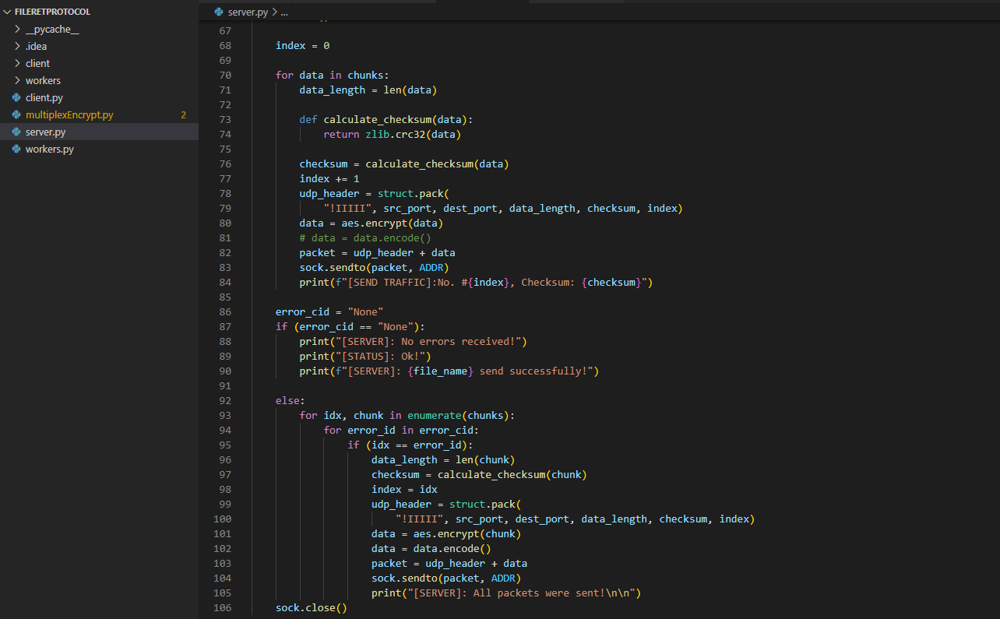 FILERETPROTOCOL
__pycache__
.idea
client
workers
client.py
multiplexEncrypt.py 2
server.py
workers.py
server.py > ...
67
68 index = 0
69
70 for data in chunks:
71 data_length = len(data)
72
73 def calculate_checksum(data):
74 return zlib.crc32(data)
75
76 checksum = calculate_checksum(data)
77 index += 1
78 udp_header = struct.pack(
79 "!IIIII", src_port, dest_port, data_length, checksum, index)
80 data = aes.encrypt(data)
81 # data = data.encode()
82 packet = udp_header + data
83 sock.sendto(packet, ADDR)
84 print(f"[SEND TRAFFIC]:No. #{index}, Checksum: {checksum}")
85
86 error_cid = "None"
87 if (error_cid == "None"):
88 print("[SERVER]: No errors received!")
89 print("[STATUS]: Ok!")
90 print(f"[SERVER]: {file_name} send successfully!")
91
92 else:
93 for idx, chunk in enumerate(chunks):
94 for error_id in error_cid:
95 if (idx == error_id):
96 data_length = len(chunk)
97 checksum = calculate_checksum(chunk)
98 index = idx
99 udp_header = struct.pack(
100 "!IIIII", src_port, dest_port, data_length, checksum, index)
101 data = aes.encrypt(chunk)
102 data = data.encode()
103 packet = udp_header + data
104 sock.sendto(packet, ADDR)
105 print("[SERVER]: All packets were sent!\n\n")
106 sock.close()